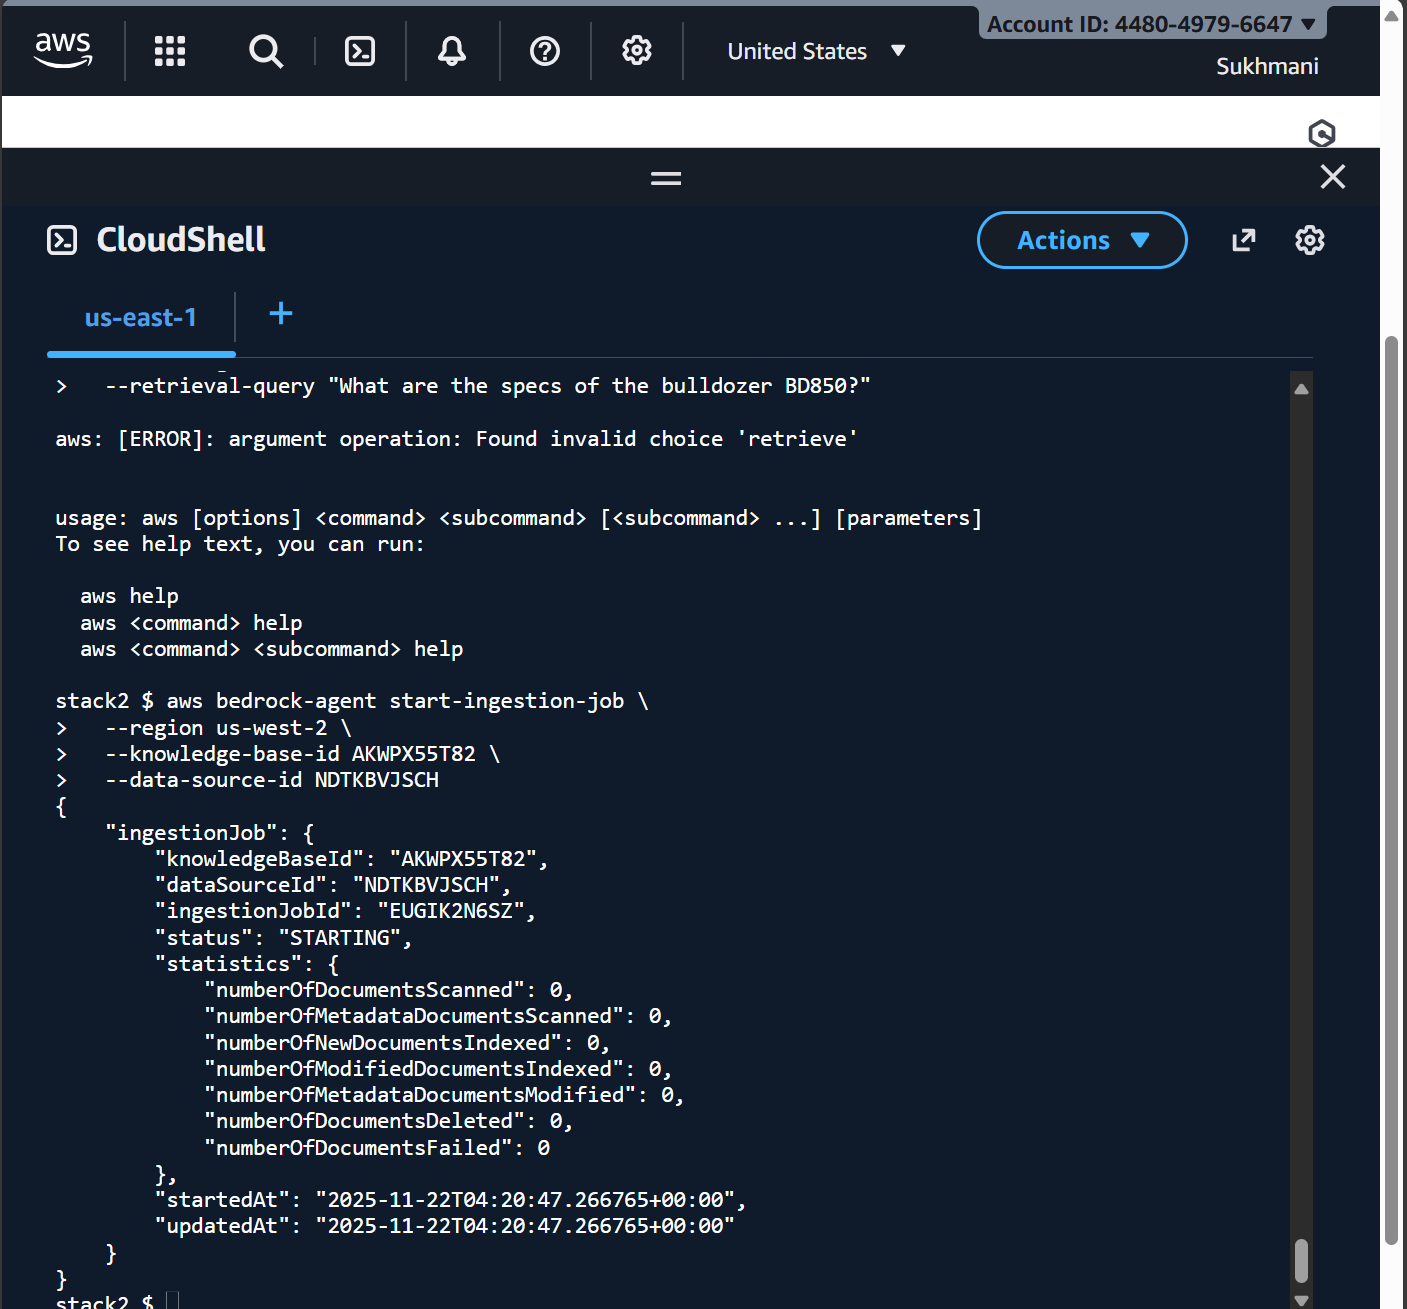 aws
United States
Account ID: 4480-4979-6647
Sukhmani
CloudShell
Actions
us-east-1
+
>   --retrieval-query "What are the specs of the bulldozer BD850?"
aws: [ERROR]: argument operation: Found invalid choice 'retrieve'
usage: aws [options] <command> <subcommand> [<subcommand> ...] [parameters]
To see help text, you can run:
  aws help
  aws <command> help
  aws <command> <subcommand> help
stack2 $ aws bedrock-agent start-ingestion-job \
>   --region us-west-2 \
>   --knowledge-base-id AKWPX55T82 \
>   --data-source-id NDTKBVJSCH
{
    "ingestionJob": {
        "knowledgeBaseId": "AKWPX55T82",
        "dataSourceId": "NDTKBVJSCH",
        "ingestionJobId": "EUGIK2N6SZ",
        "status": "STARTING",
        "statistics": {
            "numberOfDocumentsScanned": 0,
            "numberOfMetadataDocumentsScanned": 0,
            "numberOfNewDocumentsIndexed": 0,
            "numberOfModifiedDocumentsIndexed": 0,
            "numberOfMetadataDocumentsModified": 0,
            "numberOfDocumentsDeleted": 0,
            "numberOfDocumentsFailed": 0
        },
        "startedAt": "2025-11-22T04:20:47.266765+00:00",
        "updatedAt": "2025-11-22T04:20:47.266765+00:00"
    }
}
stack2 $